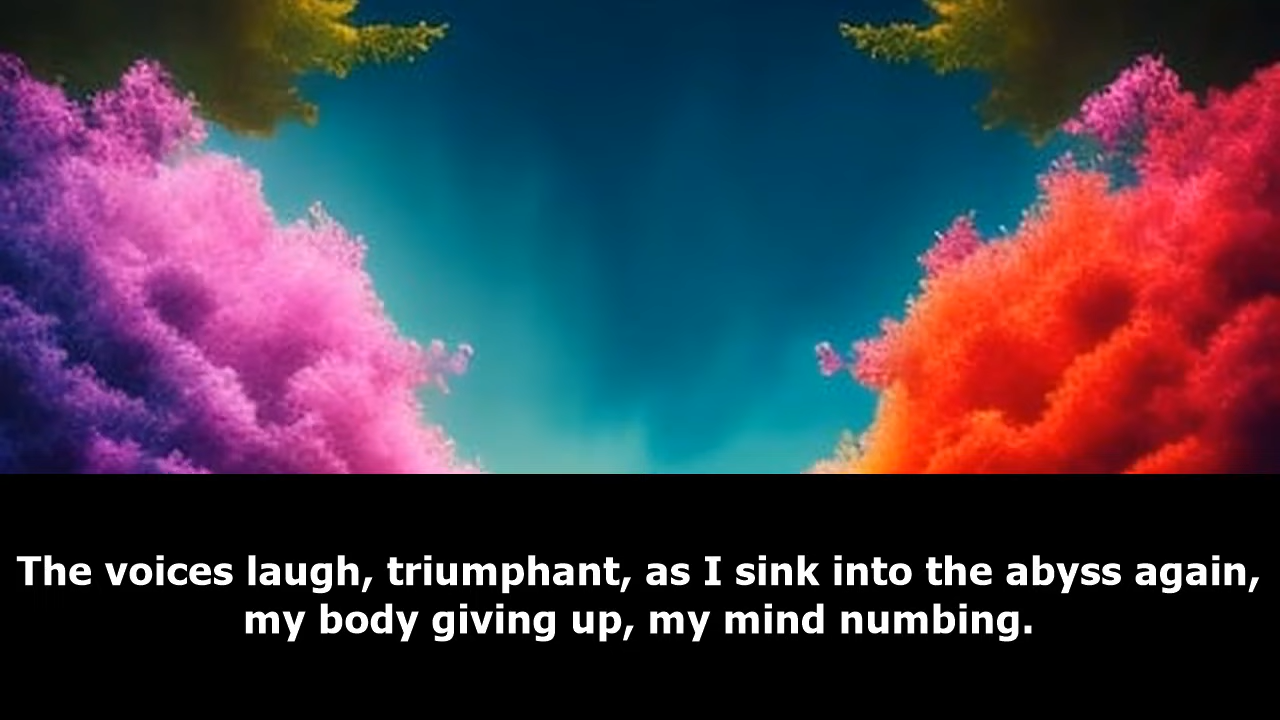 The voices laugh, triumphant, as I sink into the abyss again,
my body giving up, my mind numbing.